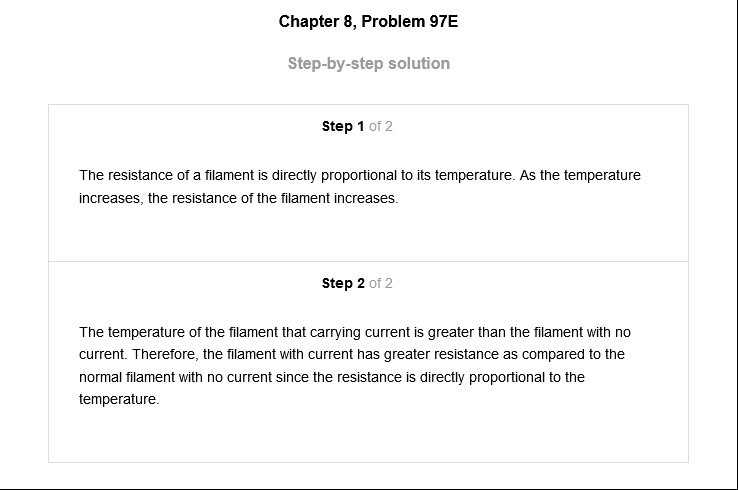 Chapter 8, Problem 97E
Step-by-step solution
Step 1 of 2
The resistance of a filament is directly proportional to its temperature. As the temperature
increases, the resistance of the filament increases.
Step 2 of 2
The temperature of the filament that carrying current is greater than the filament with no
current. Therefore, the filament with current has greater resistance as compared to the
normal filament with no current since the resistance is directly proportional to the
temperature.